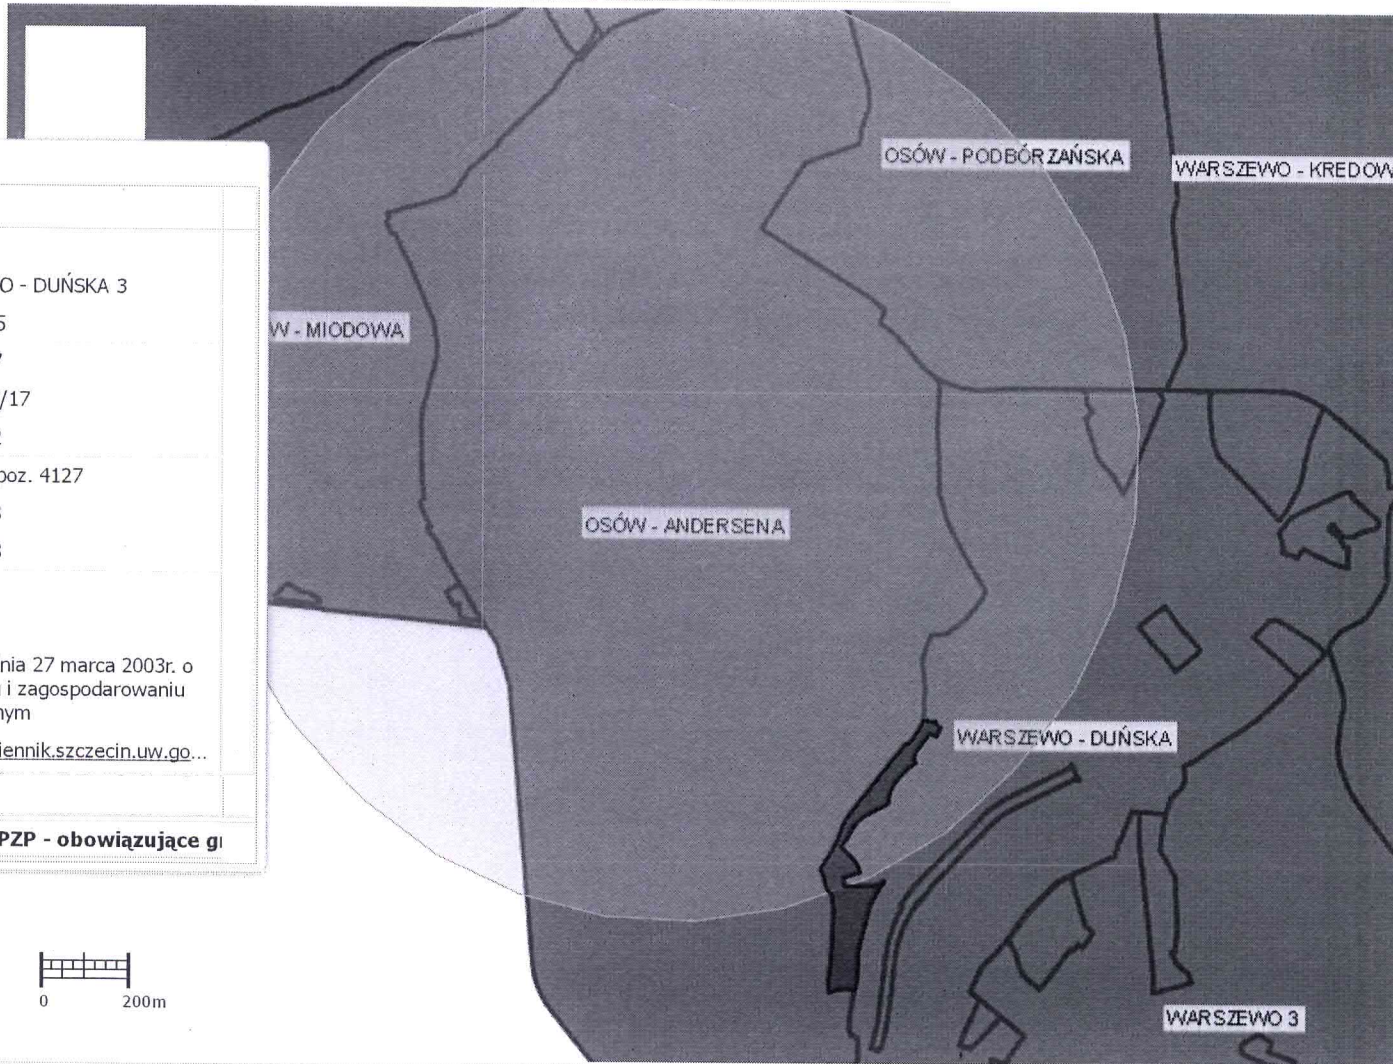 O - DUŃSKA 3
5
/17
poz. 4127
nia 27 marca 2003r. o
i zagospodarowaniu
nym
iennik.szczecin.uw.go...
PZP - obowiązujące g
0 200m
OSÓW - PODBÓRZAŃSKA
WARSZEWO - KREDOW
W - MIODOWA
OSÓW - ANDERSENA
WARSZEWO - DUŃSKA
WARSZEWO 3